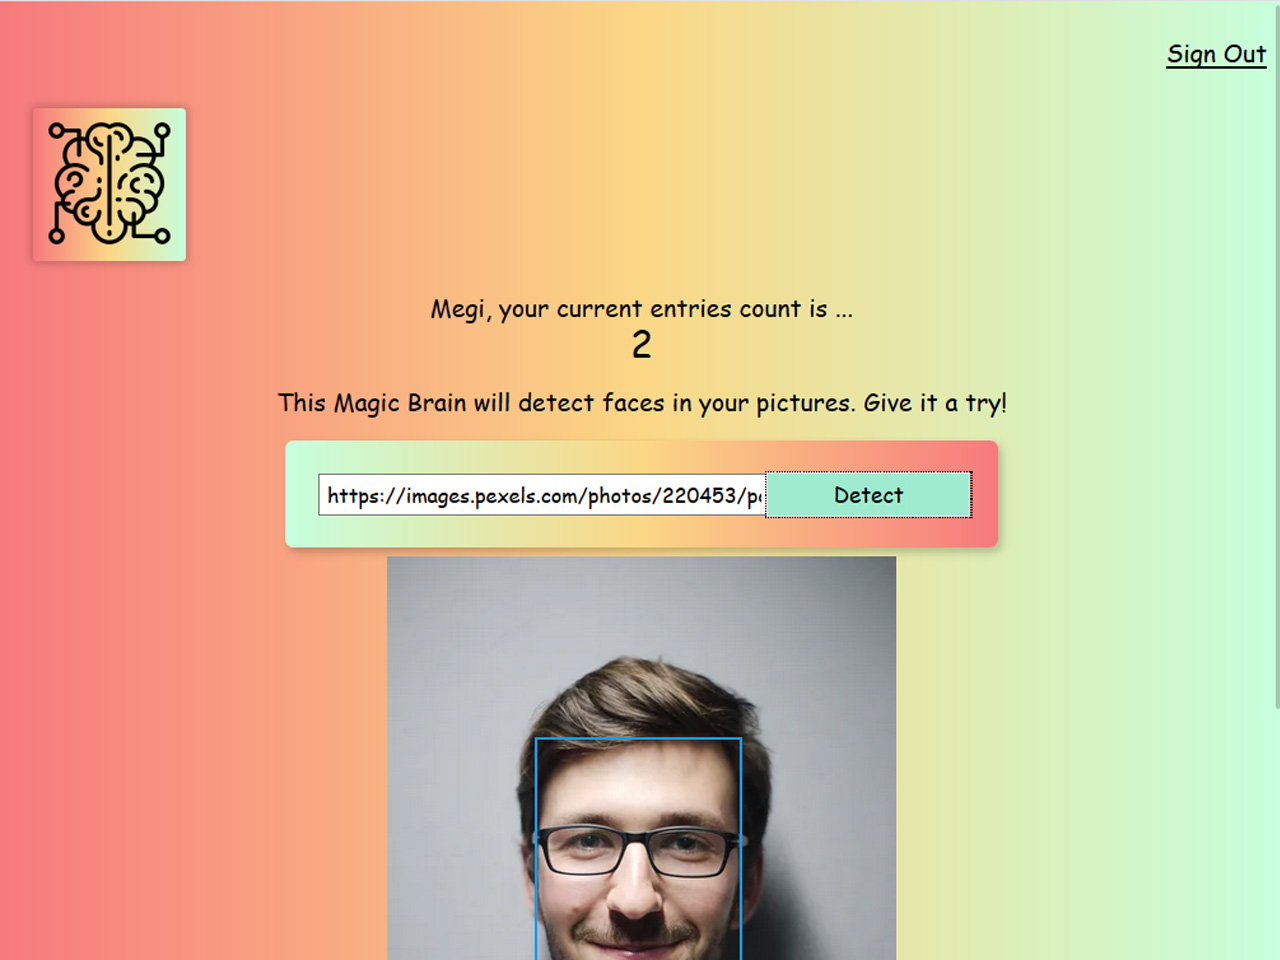 Sign Out
Megi, your current entries count is ...
2
This Magic Brain will detect faces in your pictures. Give it a try!
https://images.pexels.com/photos/220453/p
Detect